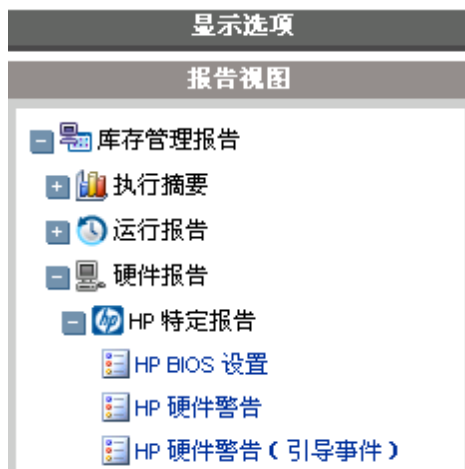 显示选项
报告视图
库存管理报告
执行摘要
运行报告
硬件报告
HP 特定报告
HP BIOS 设置
HP 硬件警告
HP 硬件警告（引导事件）